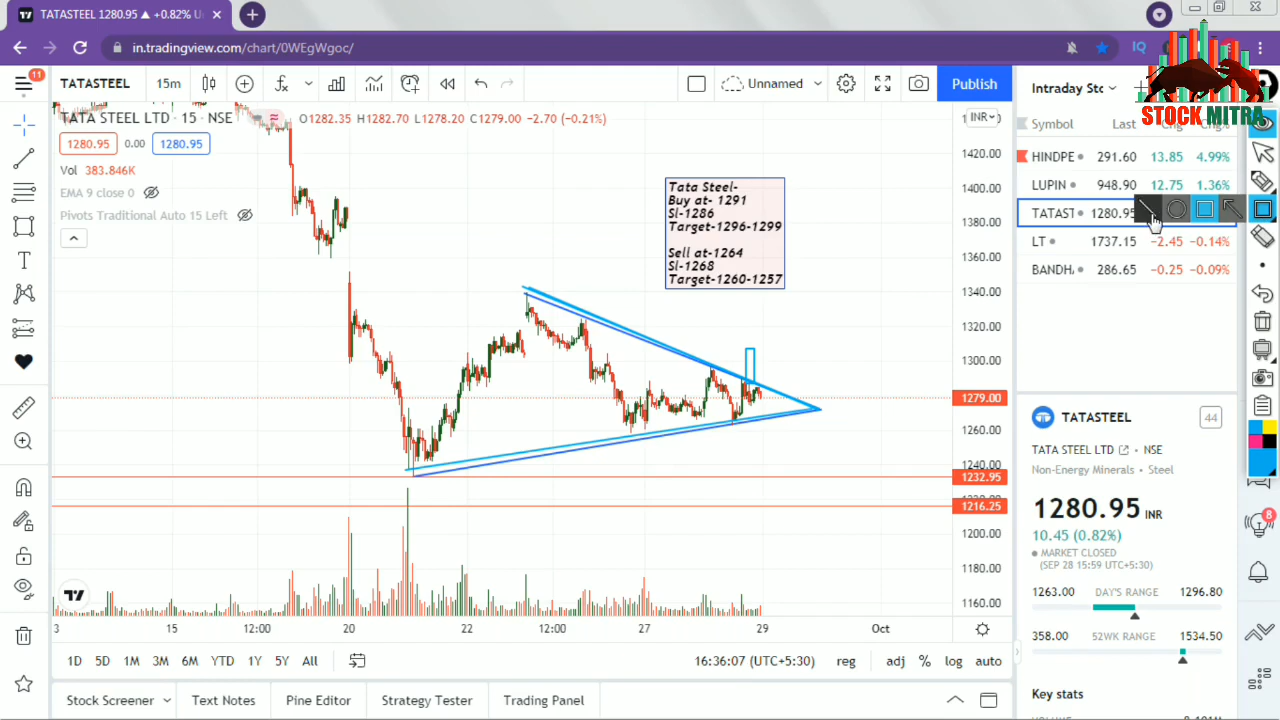 TATASTEEL 1280.95 ▲ +0.82% U
in.tradingview.com/chart/0WEgWgoc/
IQ
11
TATASTEEL
15m
Unnamed
Publish
Intraday Stc
STOCK MITRA
TATA STEEL LTD · 15 · NSE
O1282.35 H1282.70 L1278.20 C1279.00 −2.70 (−0.21%)
INR
1280.95
0.00
1280.95
Vol 383.846K
EMA 9 close 0
Pivots Traditional Auto 15 Left
Tata Steel-
Buy at- 1291
Sl-1286
Target-1296-1299
Sell at-1264
Sl-1268
Target-1260-1257
1420.00
1400.00
1380.00
1360.00
1340.00
1320.00
1300.00
1279.00
1260.00
1240.00
1232.95
1216.25
1200.00
1180.00
1160.00
3
15
12:00
20
22
12:00
27
29
Oct
1D 5D 1M 3M 6M YTD 1Y 5Y All
16:36:07 (UTC+5:30)
reg
adj % log auto
Stock Screener
Text Notes
Pine Editor
Strategy Tester
Trading Panel
Symbol Last Chg Chg%
HINDPE 291.60 13.85 4.99%
LUPIN 948.90 12.75 1.36%
TATAST 1280.95
LT 1737.15 −2.45 −0.14%
BANDH 286.65 −0.25 −0.09%
TATASTEEL
44
TATA STEEL LTD · NSE
Non-Energy Minerals · Steel
1280.95 INR
10.45 (0.82%)
MARKET CLOSED
(SEP 28 15:59 UTC+5:30)
1263.00 DAY'S RANGE 1296.80
358.00 52WK RANGE 1534.50
Key stats
8